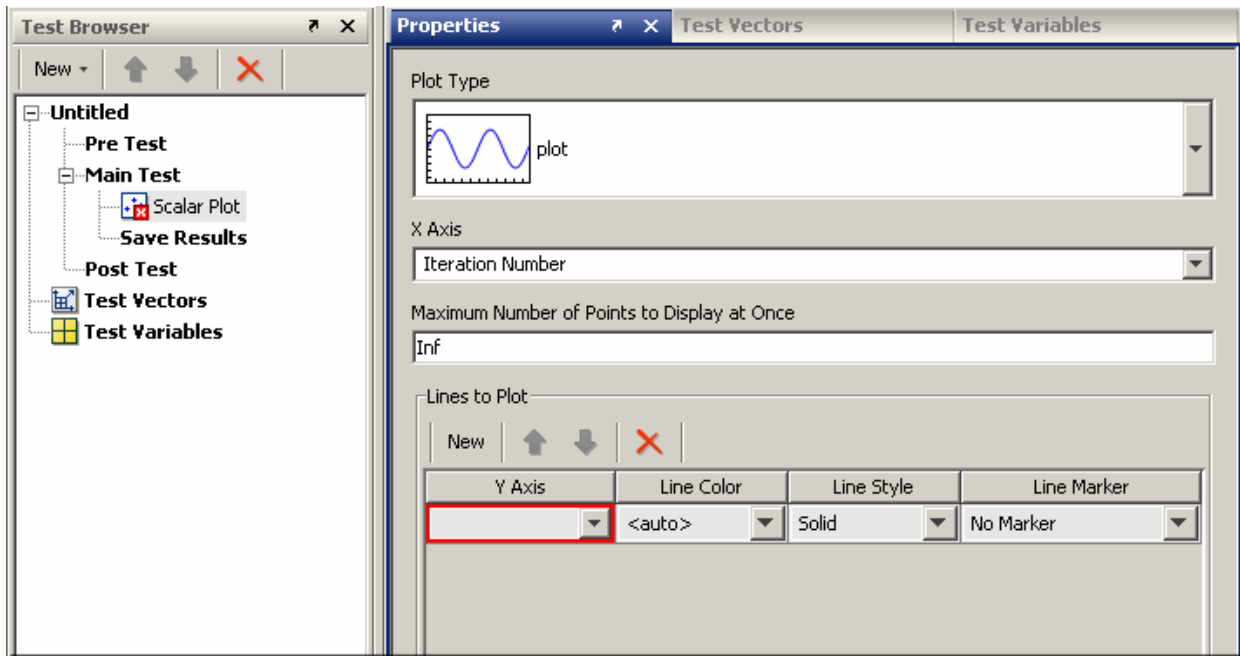 Test Browser
New
Untitled
Pre Test
Main Test
Scalar Plot
Save Results
Post Test
Test Vectors
Test Variables
Properties
Test Vectors
Test Variables
Plot Type
plot
X Axis
Iteration Number
Maximum Number of Points to Display at Once
Inf
Lines to Plot
New
Y Axis Line Color Line Style Line Marker
<auto> Solid No Marker